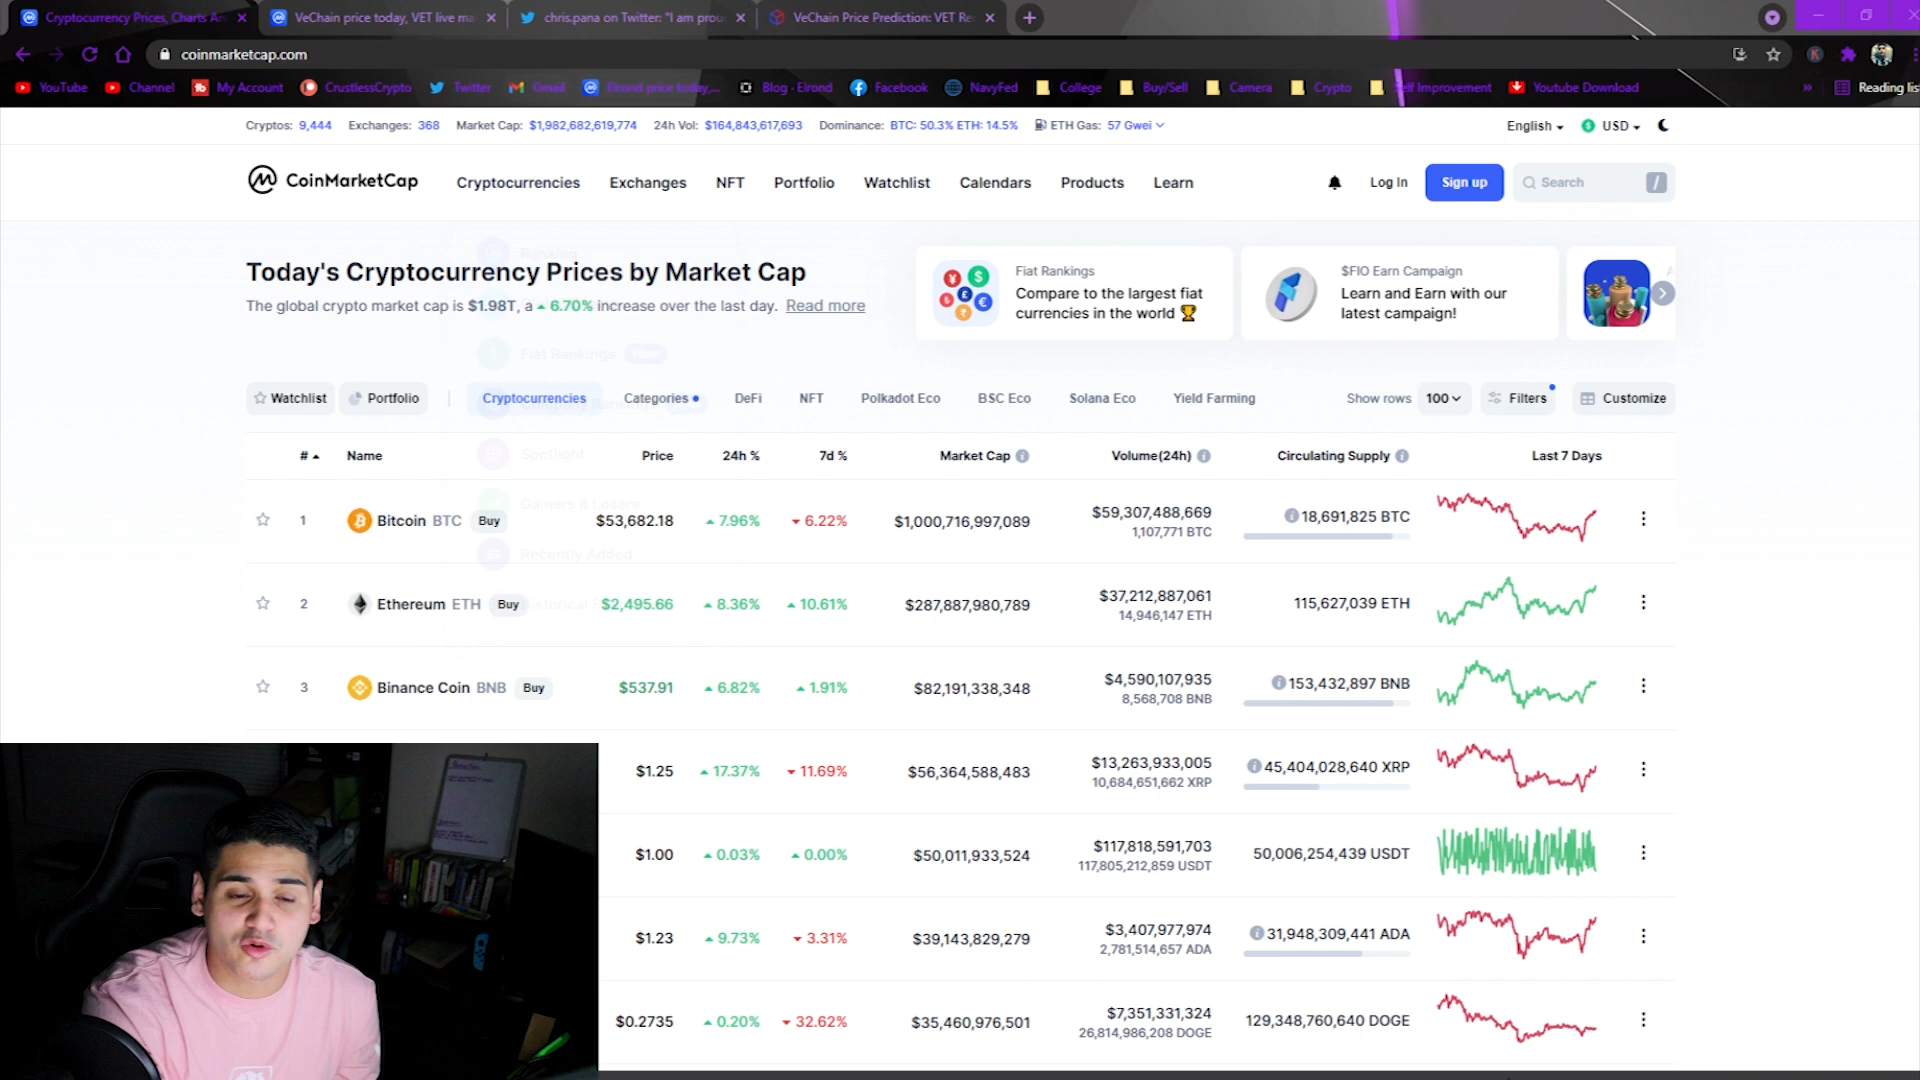 Cryptocurrency Prices, Charts An
VeChain price today, VET live ma
chris.pana on Twitter: "I am prou
VeChain Price Prediction: VET Re
coinmarketcap.com
YouTube
Channel
My Account
CrustlessCrypto
Twitter
Gmail
Elrond price today,...
Blog - Elrond
Facebook
NavyFed
College
Buy/Sell
Camera
Crypto
Self Improvement
Youtube Download
»
Reading lis
Cryptos: 9,444 Exchanges: 368 Market Cap: $1,982,682,619,774 24h Vol: $164,843,617,693 Dominance: BTC: 50.3% ETH: 14.5% ETH Gas: 57 Gwei
English USD
CoinMarketCap
Cryptocurrencies Exchanges NFT Portfolio Watchlist Calendars Products Learn
Log In
Sign up
Search /
Ranking
Today's Cryptocurrency Prices by Market Cap
The global crypto market cap is $1.98T, a 6.70% increase over the last day. Read more
Fiat Rankings
Compare to the largest fiat
currencies in the world
$FIO Earn Campaign
Learn and Earn with our
latest campaign!
Fiat Rankings
Watchlist Portfolio Cryptocurrencies Categories DeFi NFT Polkadot Eco BSC Eco Solana Eco Yield Farming Show rows 100 Filters Customize
Spotlight
# Name Price 24h % 7d % Market Cap Volume(24h) Circulating Supply Last 7 Days
Gainers & Losers
1 Bitcoin BTC Buy $53,682.18 7.96% 6.22% $1,000,716,997,089 $59,307,488,669 18,691,825 BTC
1,107,771 BTC
Recently Added
2 Ethereum ETH Buy $2,495.66 8.36% 10.61% $287,887,980,789 $37,212,887,061 115,627,039 ETH
14,946,147 ETH
3 Binance Coin BNB Buy $537.91 6.82% 1.91% $82,191,338,348 $4,590,107,935 153,432,897 BNB
8,568,708 BNB
$1.25 17.37% 11.69% $56,364,588,483 $13,263,933,005 45,404,028,640 XRP
10,684,651,662 XRP
$1.00 0.03% 0.00% $50,011,933,524 $117,818,591,703 50,006,254,439 USDT
117,805,212,859 USDT
$1.23 9.73% 3.31% $39,143,829,279 $3,407,977,974 31,948,309,441 ADA
2,781,514,657 ADA
$0.2735 0.20% 32.62% $35,460,976,501 $7,351,331,324 129,348,760,640 DOGE
26,814,986,208 DOGE